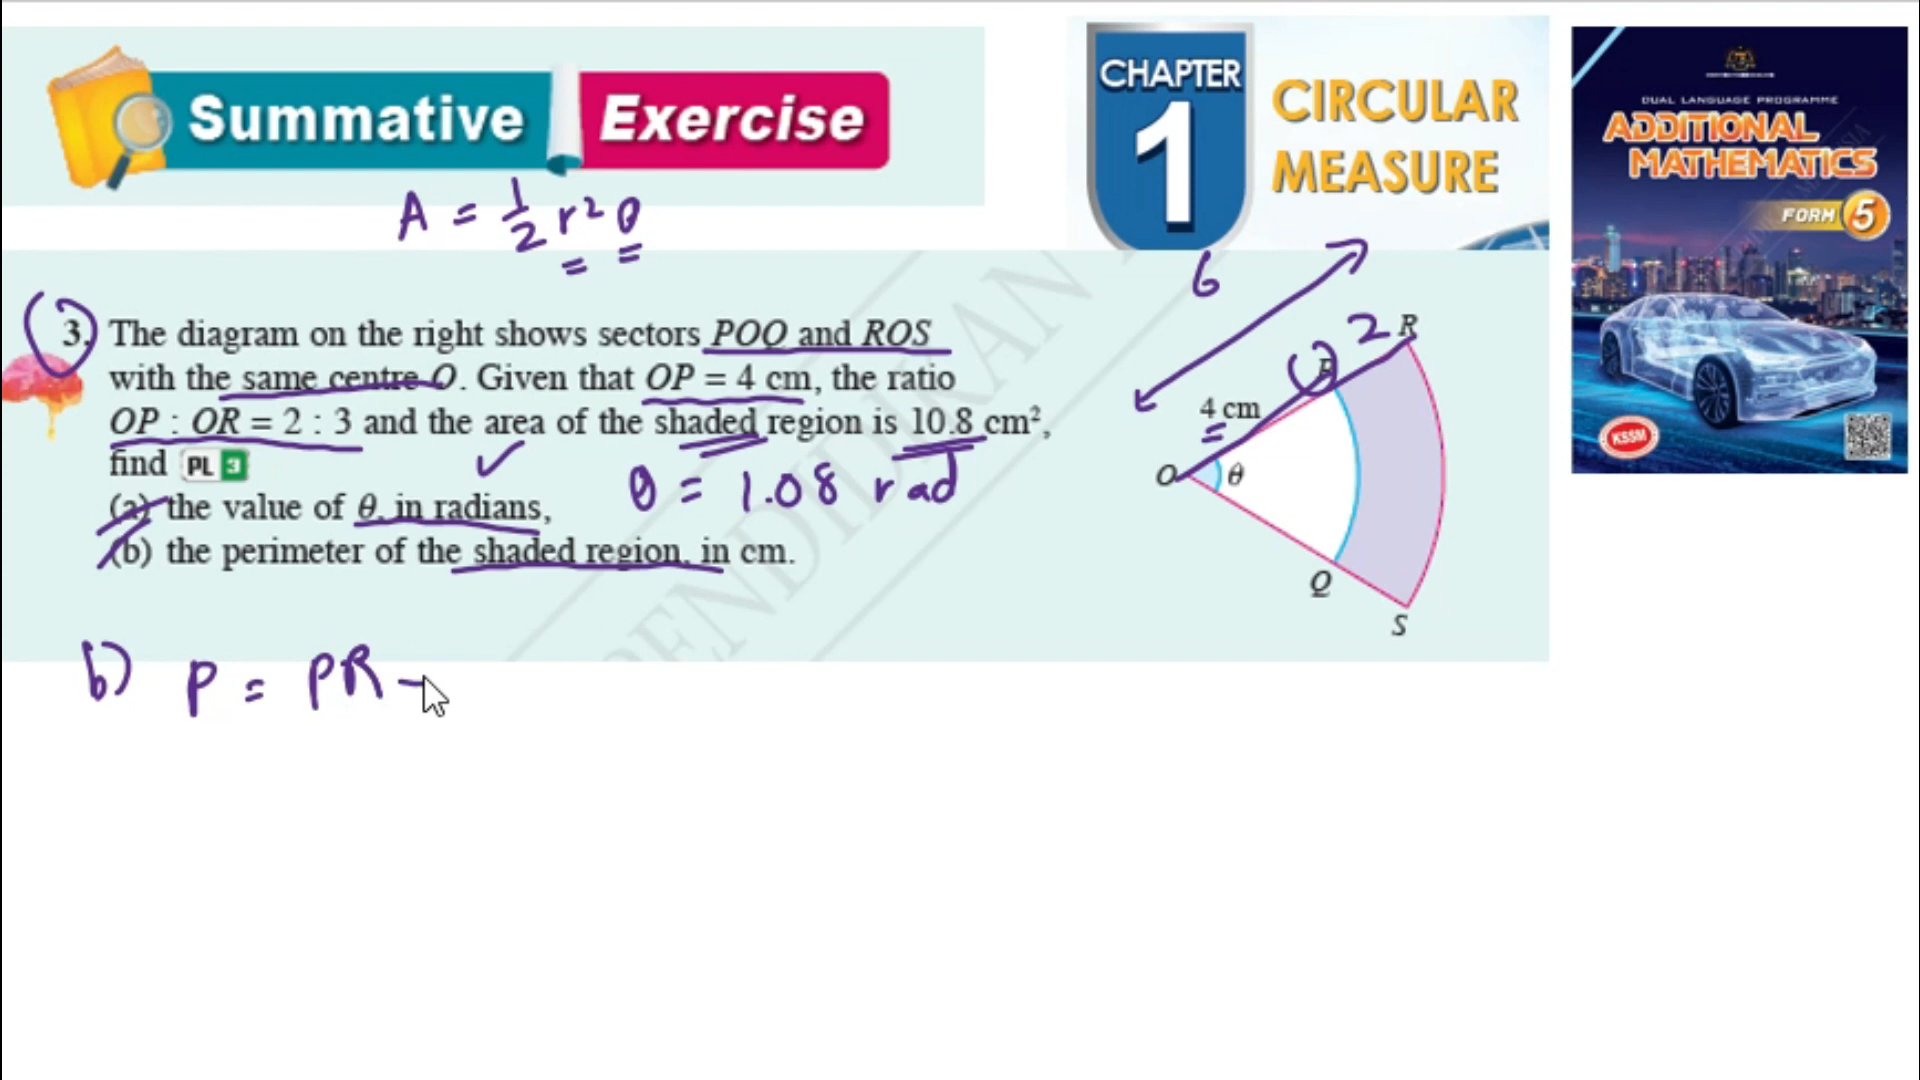 Summative Exercise
CHAPTER
1
CIRCULAR
MEASURE
DUAL LANGUAGE PROGRAMME
ADDITIONAL
MATHEMATICS
FORM 5
KSSM
A = 1/2 r² θ
3. The diagram on the right shows sectors POQ and ROS
with the same centre O. Given that OP = 4 cm, the ratio
OP : OR = 2 : 3 and the area of the shaded region is 10.8 cm²,
find PL 3
(a) the value of θ, in radians,
θ = 1.08 rad
(b) the perimeter of the shaded region, in cm.
6
2
R
P
4 cm
O
θ
Q
S
PENDIDIKAN
b) P = PR -